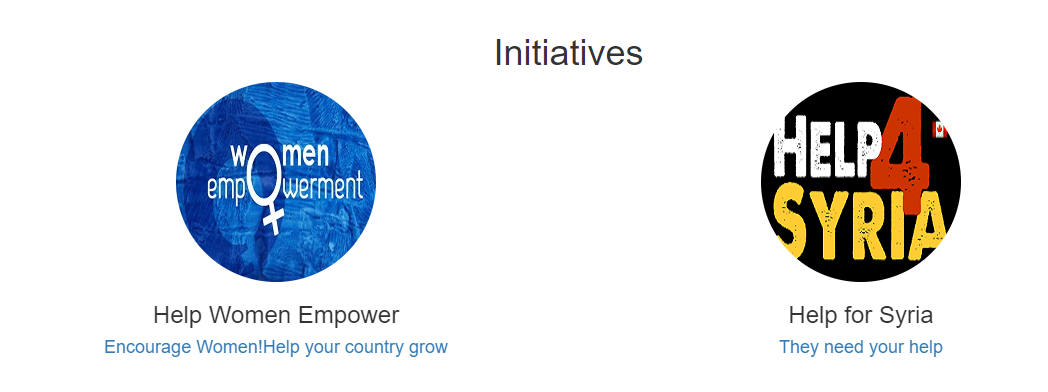 Initiatives
women
empowerment
HELP 4
SYRIA
Help Women Empower
Help for Syria
Encourage Women!Help your country grow
They need your help